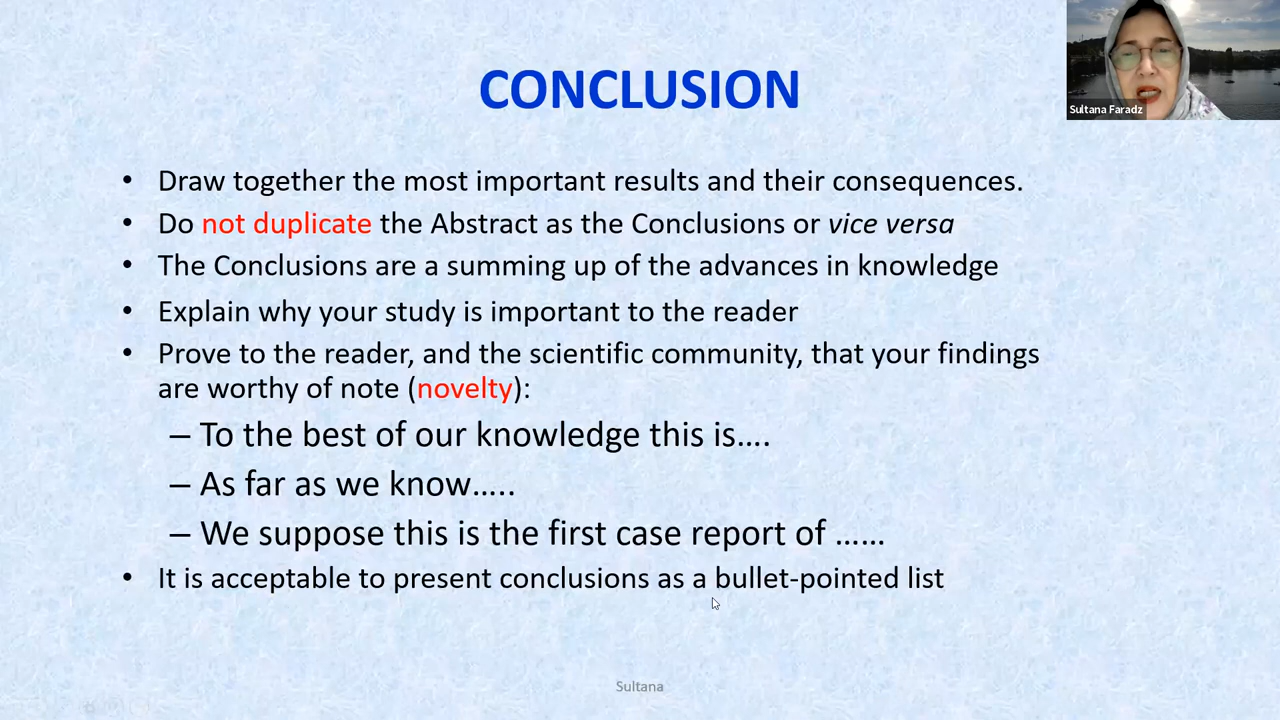 CONCLUSION
Sultana Faradz
• Draw together the most important results and their consequences.
• Do not duplicate the Abstract as the Conclusions or vice versa
• The Conclusions are a summing up of the advances in knowledge
• Explain why your study is important to the reader
• Prove to the reader, and the scientific community, that your findings
are worthy of note (novelty):
– To the best of our knowledge this is….
– As far as we know…..
– We suppose this is the first case report of ……
• It is acceptable to present conclusions as a bullet-pointed list
Sultana